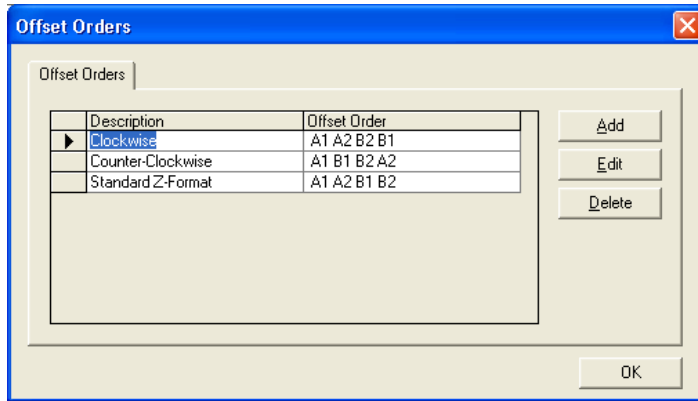 Offset Orders
Offset Orders
Description Offset Order
Clockwise A1 A2 B2 B1
Counter-Clockwise A1 B1 B2 A2
Standard Z-Format A1 A2 B1 B2
Add
Edit
Delete
OK